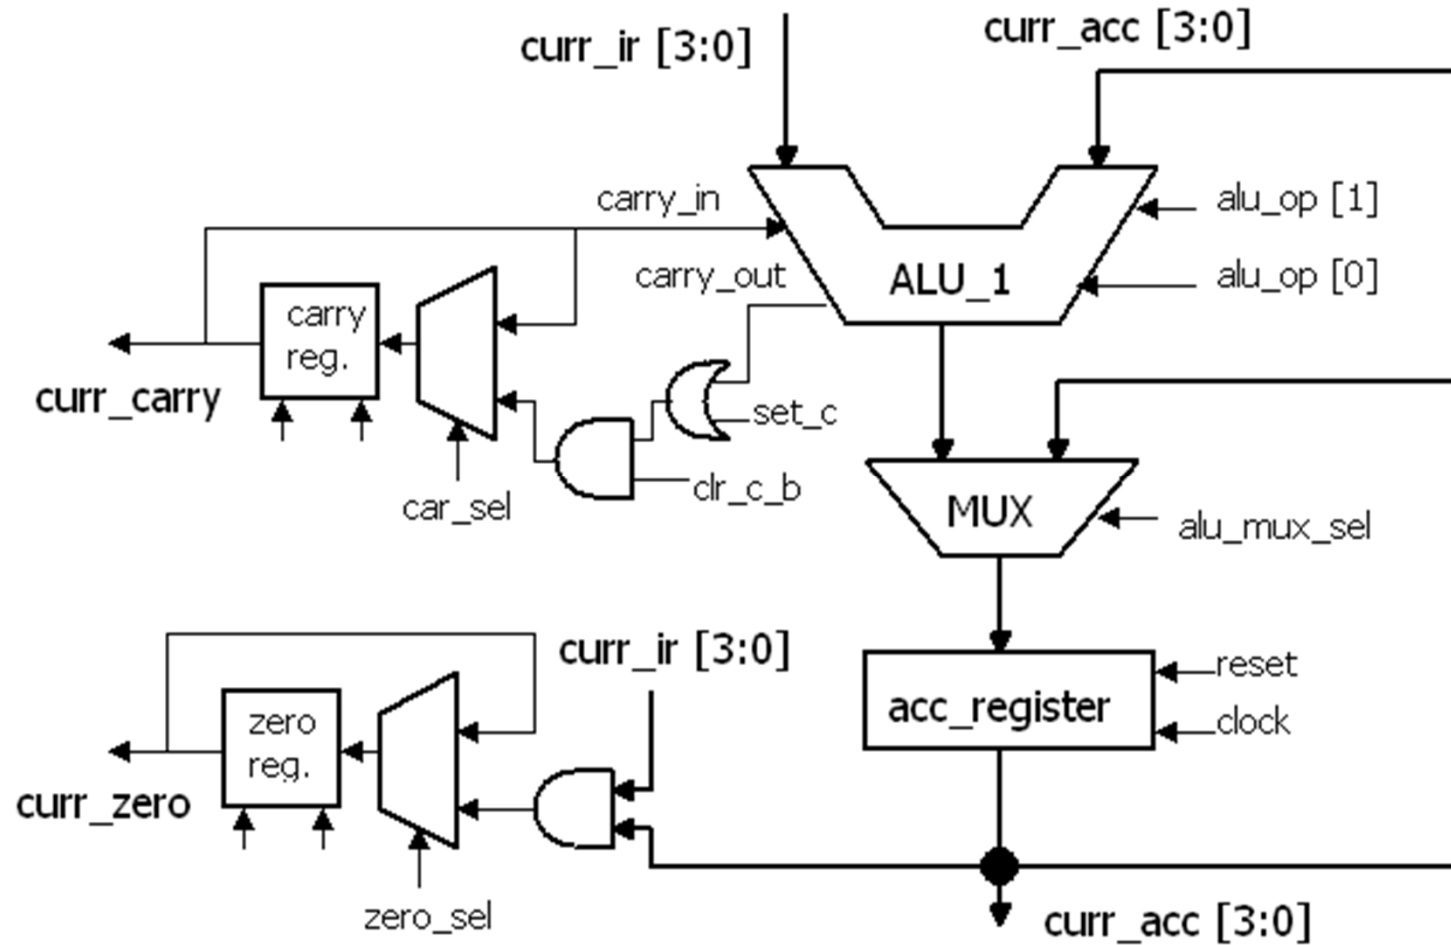 curr_ir [3:0]
curr_acc [3:0]
carry_in
alu_op [1]
carry_out
ALU_1
alu_op [0]
carry
reg.
curr_carry
set_c
car_sel
clr_c_b
MUX
alu_mux_sel
curr_ir [3:0]
reset
acc_register
clock
zero
reg.
curr_zero
zero_sel
curr_acc [3:0]